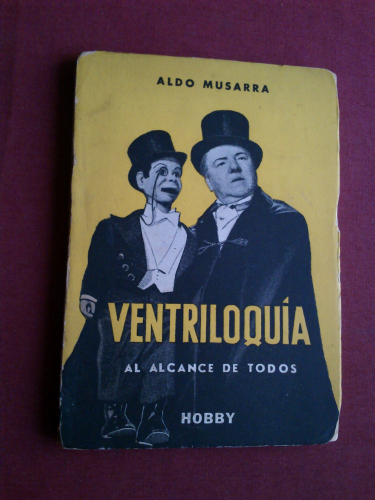 ALDO MUSARRA
VENTRILOQUÍA
AL ALCANCE DE TODOS
HOBBY